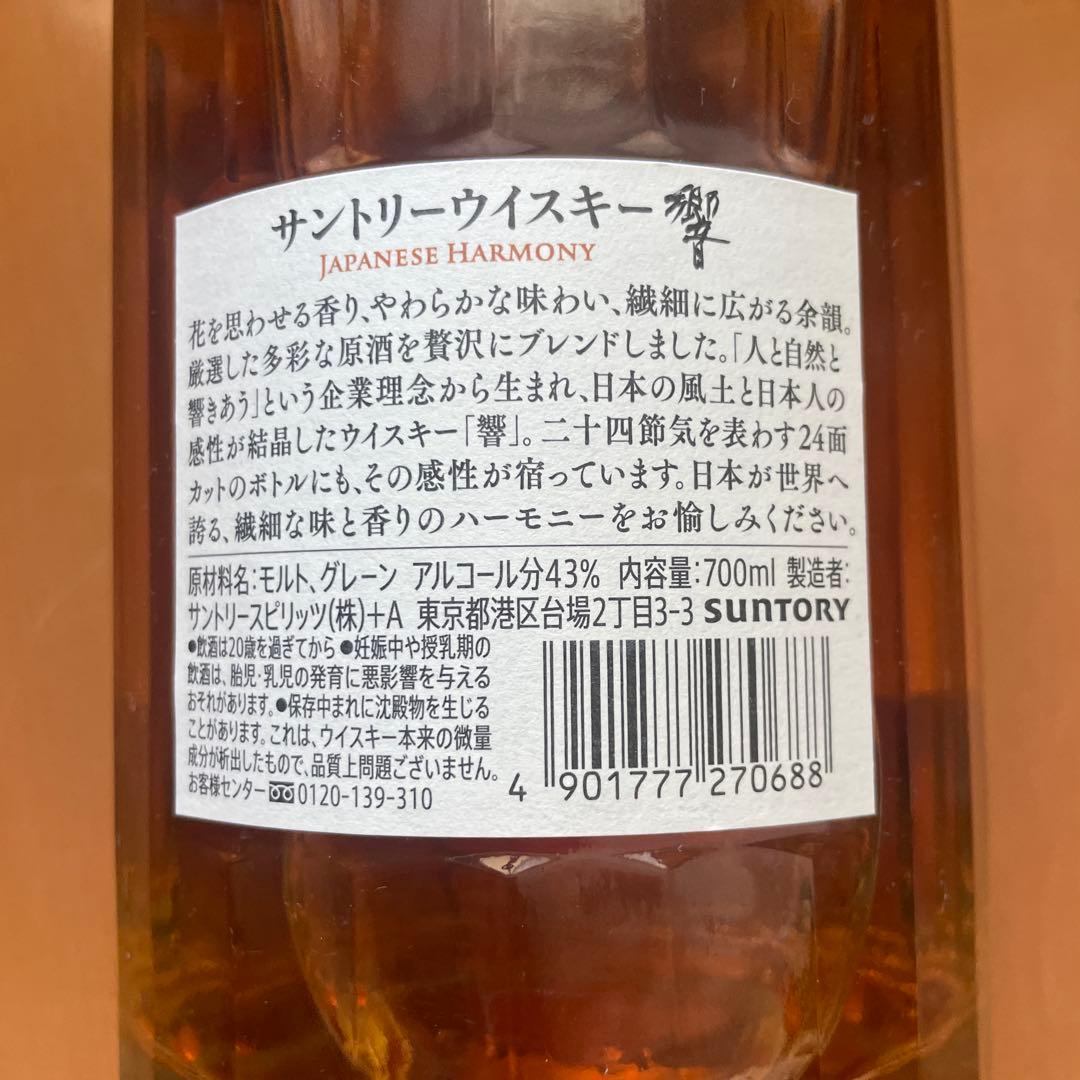 サントリーウイスキー 響
JAPANESE HARMONY
花を思わせる香り、やわらかな味わい、繊細に広がる余韻。
厳選した多彩な原酒を贅沢にブレンドしました。「人と自然と
響きあう」という企業理念から生まれ、日本の風土と日本人の
感性が結晶したウイスキー「響」。二十四節気を表わす24面
カットのボトルにも、その感性が宿っています。日本が世界へ
誇る、繊細な味と香りのハーモニーをお愉しみください。
原材料名:モルト、グレーン アルコール分43% 内容量:700ml 製造者:
サントリースピリッツ(株)+A 東京都港区台場2丁目3-3 SUNTORY
●飲酒は20歳を過ぎてから ●妊娠中や授乳期の
飲酒は、胎児・乳児の発育に悪影響を与える
おそれがあります。●保存中まれに沈殿物を生じる
ことがあります。これは、ウイスキー本来の微量
成分が析出したもので、品質上問題ございません。
お客様センター 0120-139-310
4 901777 270688